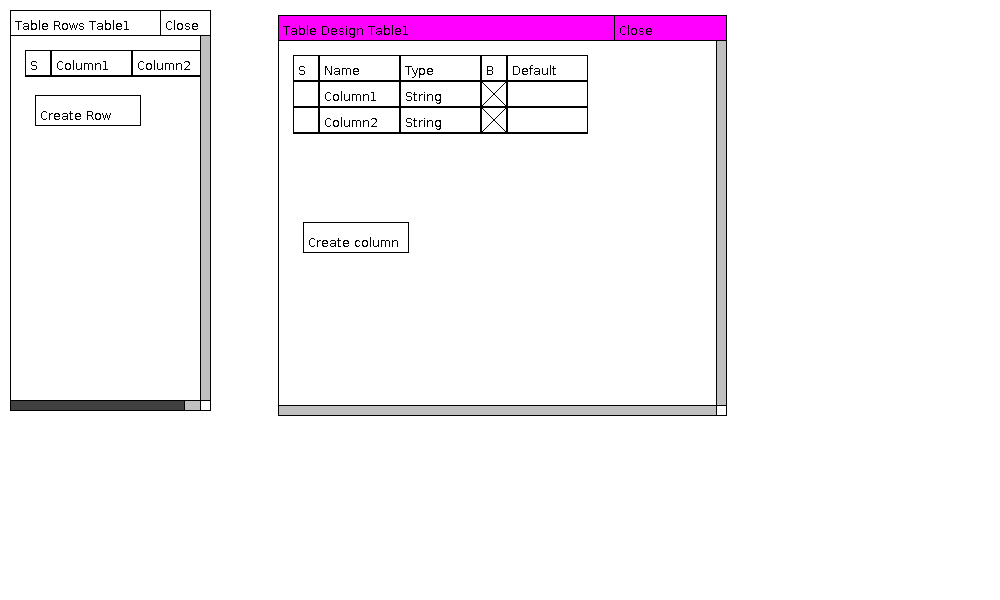 Table Rows Table1 Close
S Column1 Column2
Create Row
Table Design Table1 Close
S Name Type B Default
Column1 String
Column2 String
Create column